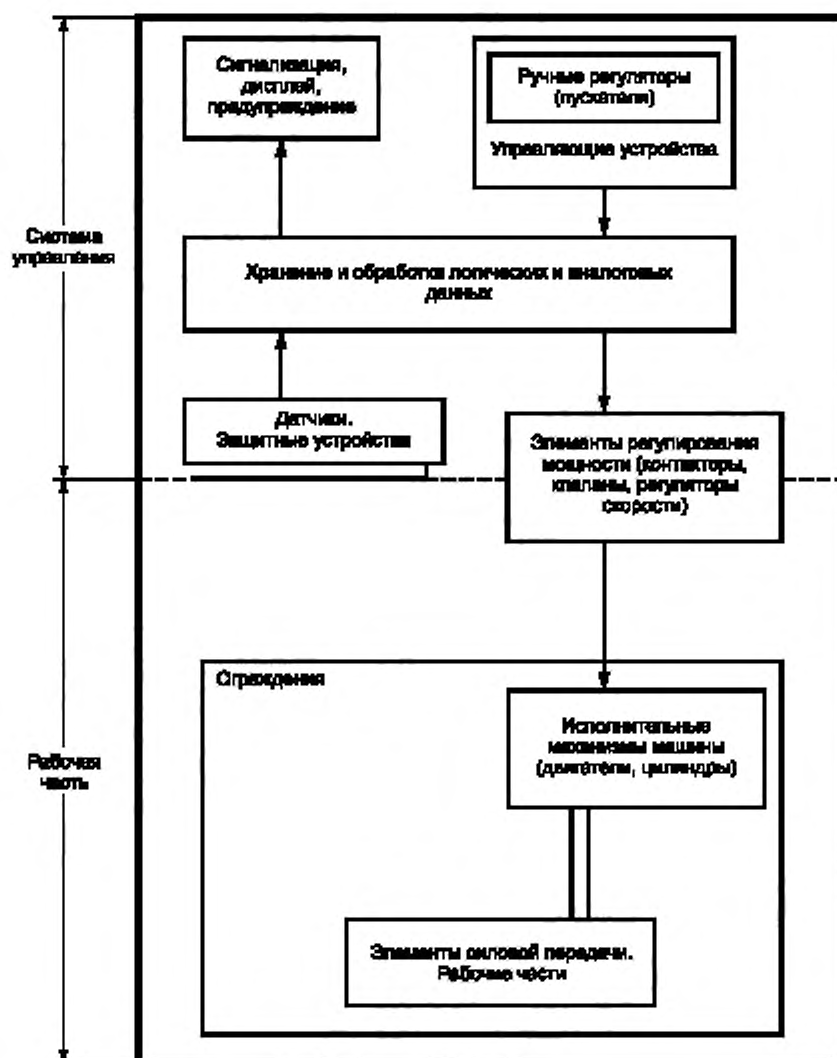 Сигнализация,
дисплей,
предупреждение
Ручные регуляторы
(пускатели)
Управляющие устройства
Система
управления
Хранение и обработка логических и аналоговых
данных
Датчики.
Защитные устройства
Элементы регулирования
мощности (контакторы,
клапаны, регуляторы
скорости)
Ограждения
Исполнительные
механизмы машины
(двигатели, цилиндры)
Рабочая
часть
Элементы силовой передачи.
Рабочие части